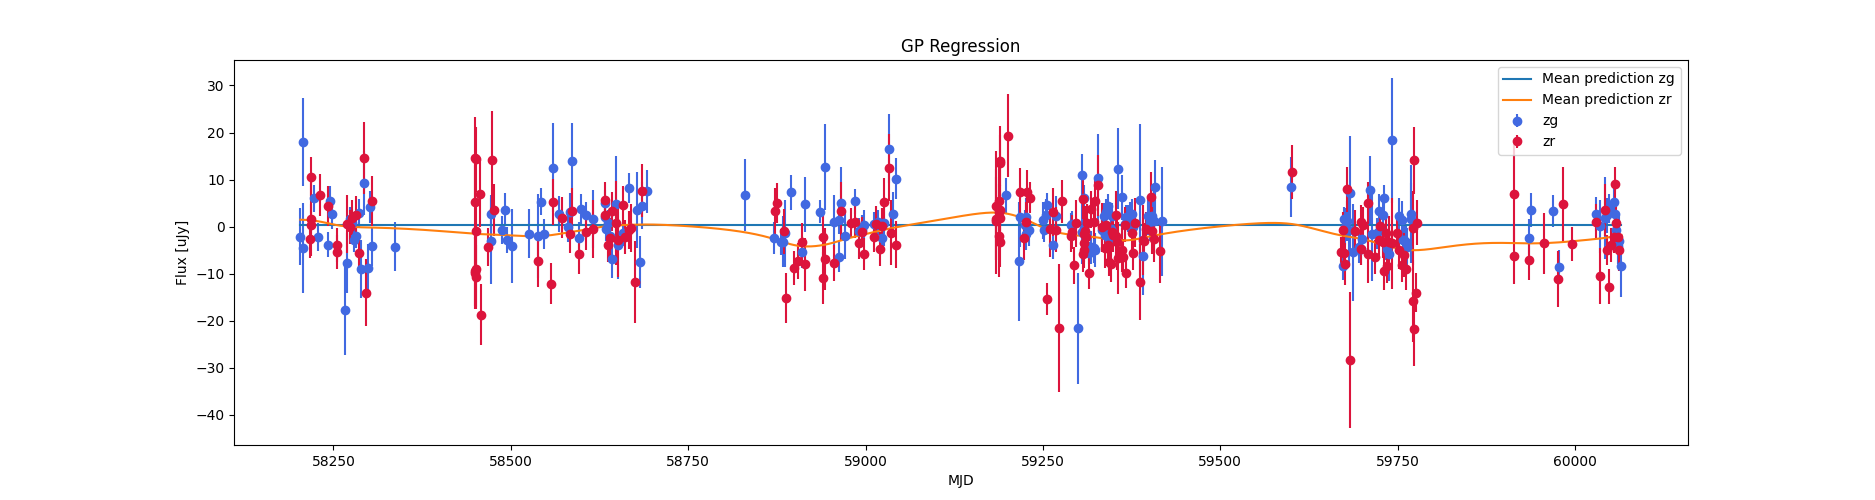 GP Regression
Mean prediction zg
Mean prediction zr
zg
zr
Flux [uJy]
30
20
10
0
−10
−20
−30
−40
58250 58500 58750 59000 59250 59500 59750 60000
MJD